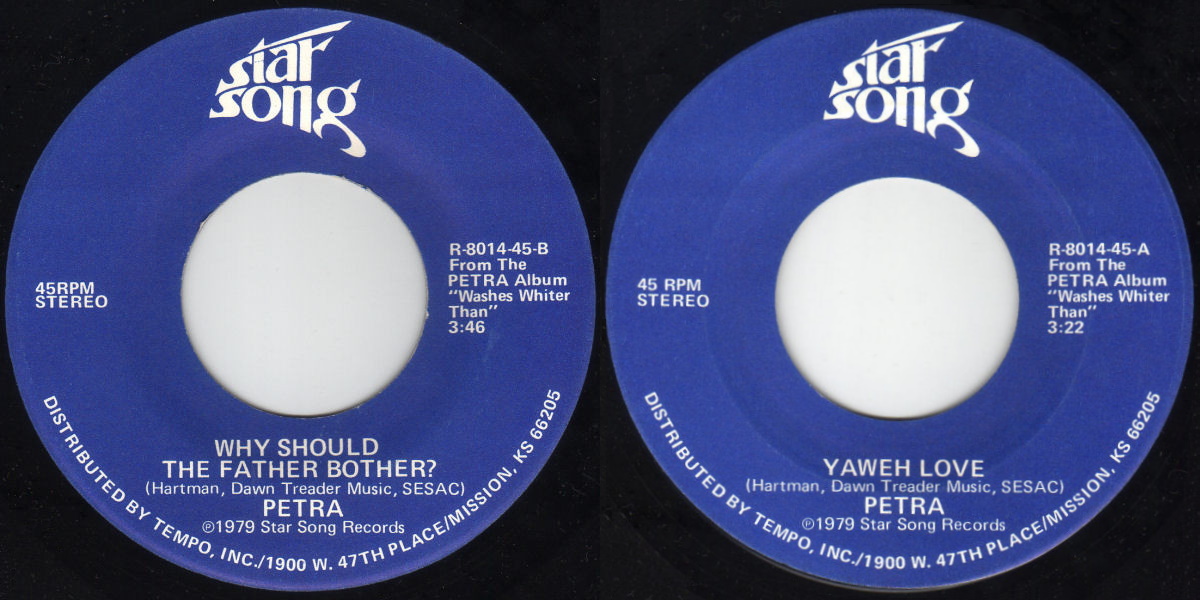 star
song
45RPM
STEREO
R-8014-45-B
From The
PETRA Album
"Washes Whiter
Than"
3:46
WHY SHOULD
THE FATHER BOTHER?
(Hartman, Dawn Treader Music, SESAC)
PETRA
℗1979 Star Song Records
DISTRIBUTED BY TEMPO, INC./1900 W. 47TH PLACE/MISSION, KS 66205
star
song
45 RPM
STEREO
R-8014-45-A
From The
PETRA Album
"Washes Whiter
Than"
3:22
YAWEH LOVE
(Hartman, Dawn Treader Music, SESAC)
PETRA
℗1979 Star Song Records
DISTRIBUTED BY TEMPO, INC./1900 W. 47TH PLACE/MISSION, KS 66205